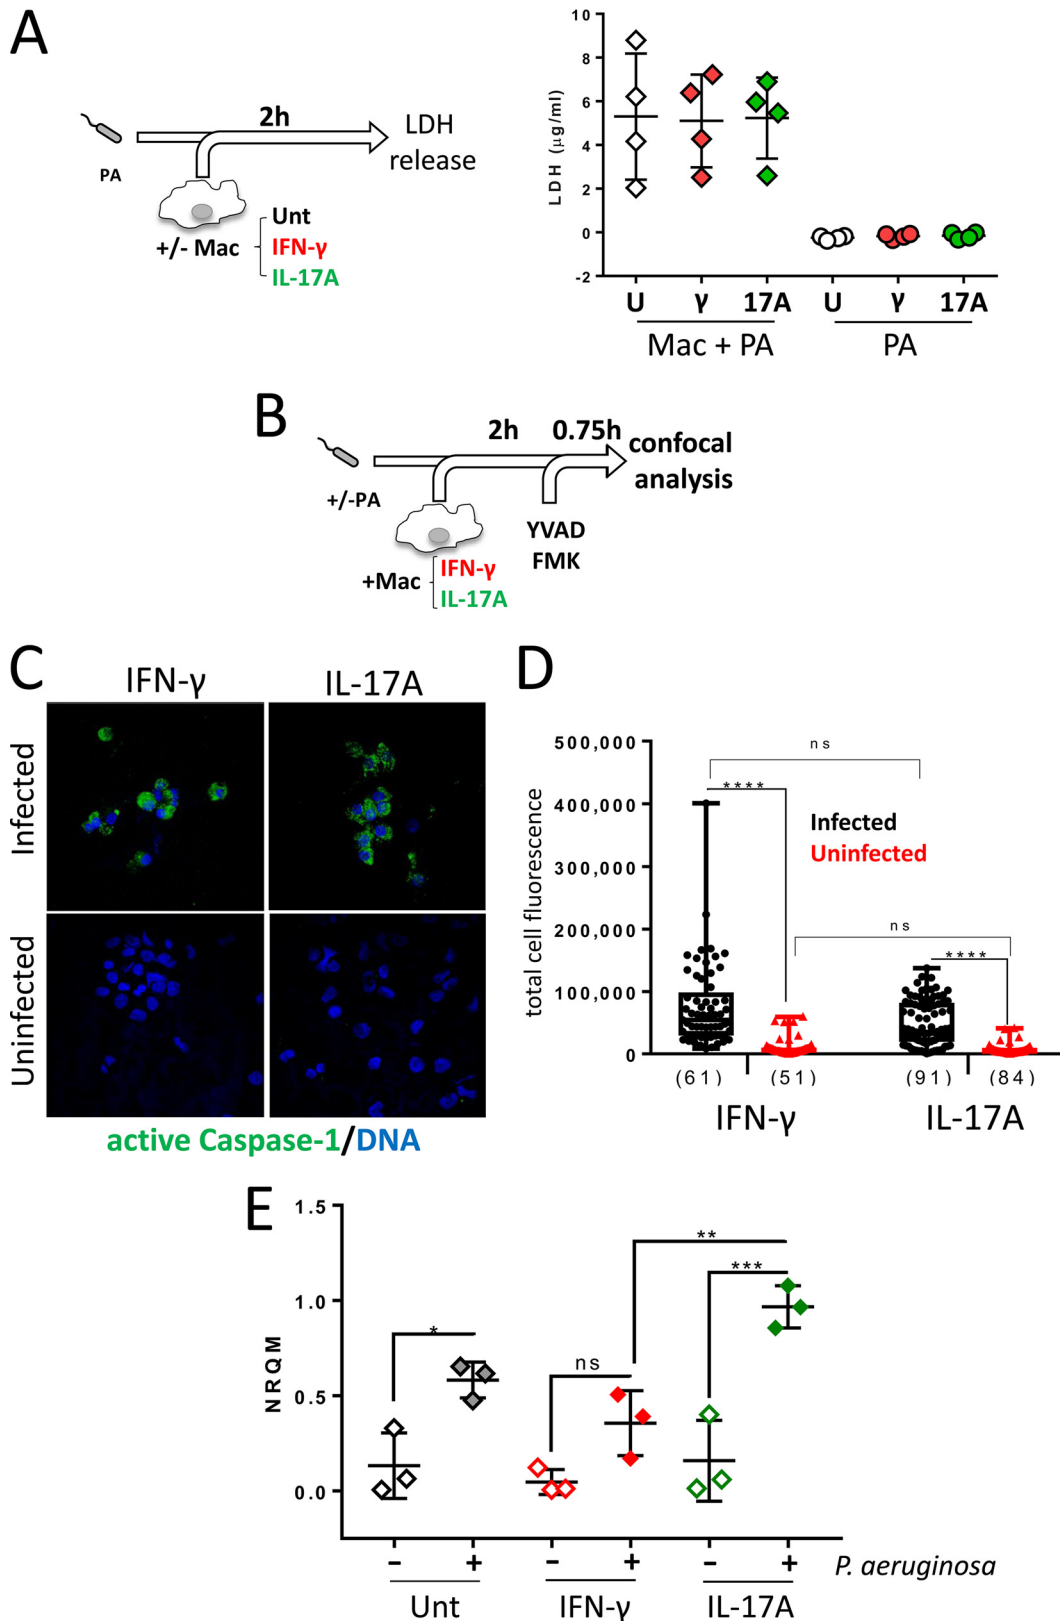 A
PA
2h
LDH
release
+/- Mac
Unt
IFN-γ
IL-17A
LDH (µg/ml)
10
8
6
4
2
0
-2
U γ 17A U γ 17A
Mac + PA PA
B
+/-PA
2h 0.75h
confocal
analysis
+Mac
IFN-γ
IL-17A
YVAD
FMK
C
IFN-γ IL-17A
Infected
Uninfected
active Caspase-1/DNA
D
total cell fluorescence
500,000
400,000
300,000
200,000
100,000
0
ns
****
Infected
Uninfected
ns
****
(61) (51) (91) (84)
IFN-γ IL-17A
E
NRQM
1.5
1.0
0.5
0.0
*
ns
**
***
- + - + - + P. aeruginosa
Unt IFN-γ IL-17A